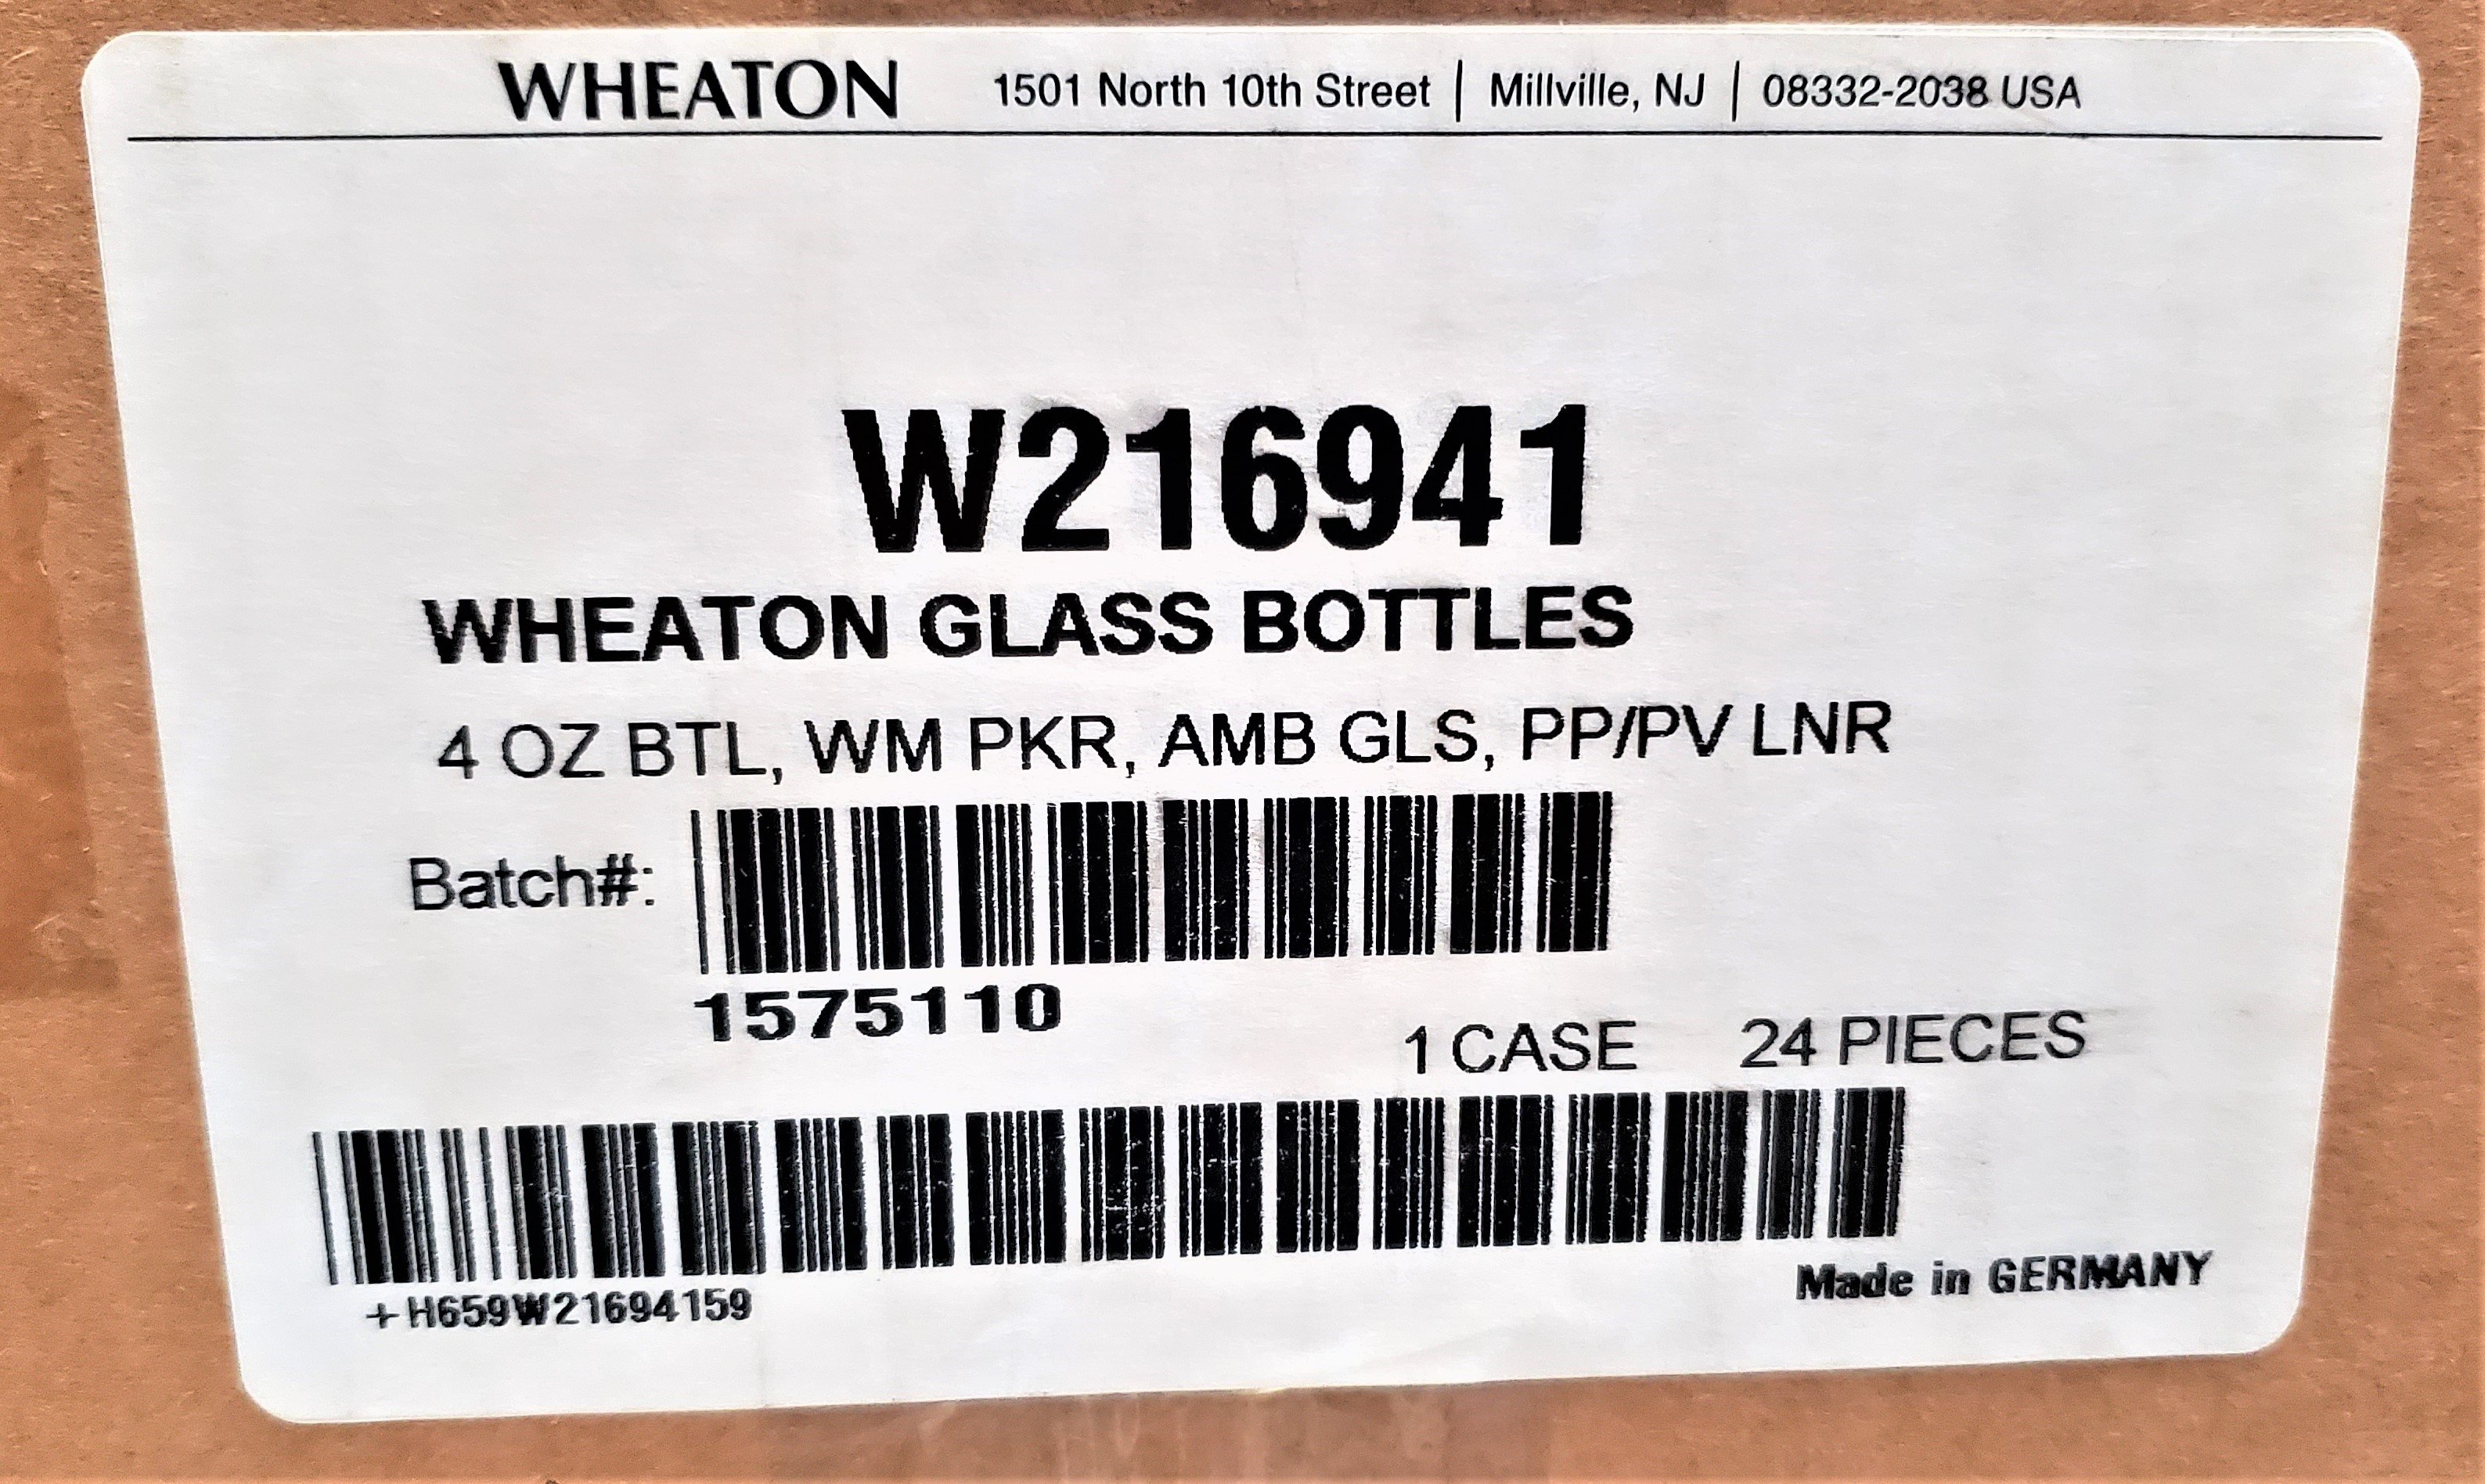 WHEATON 1501 North 10th Street | Millville, NJ | 08332-2038 USA
W216941
WHEATON GLASS BOTTLES
4 OZ BTL, WM PKR, AMB GLS, PP/PV LNR
Batch#:
1575110
1 CASE 24 PIECES
+H659W21694159
Made in GERMANY